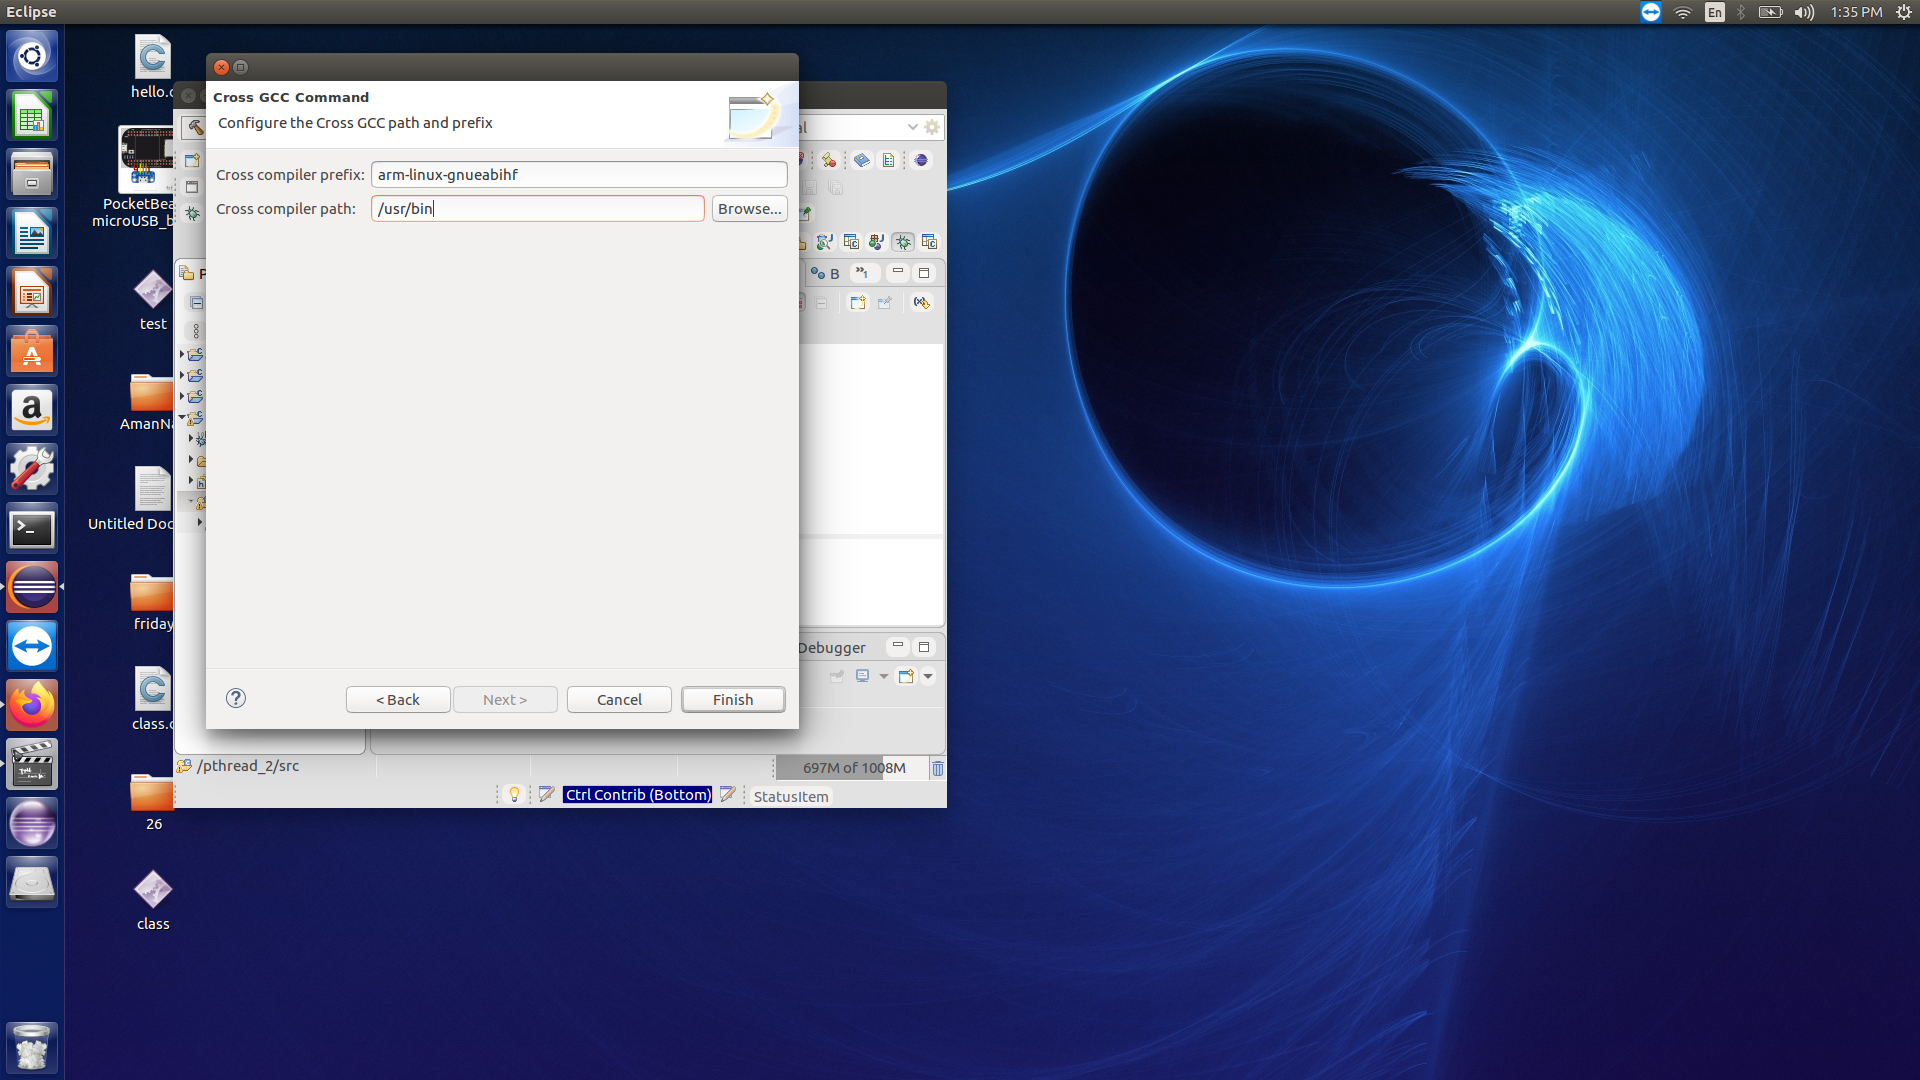 Eclipse
En
1:35 PM
hello.c
PocketBea
microUSB_b
test
AmanNa
Untitled Doc
friday
class.c
26
class
Cross GCC Command
Configure the Cross GCC path and prefix
Cross compiler prefix: arm-linux-gnueabihf
Cross compiler path: /usr/bin Browse...
< Back Next > Cancel Finish
al
P
B
»1
Debugger
/pthread_2/src
697M of 1008M
Ctrl Contrib (Bottom)
StatusItem